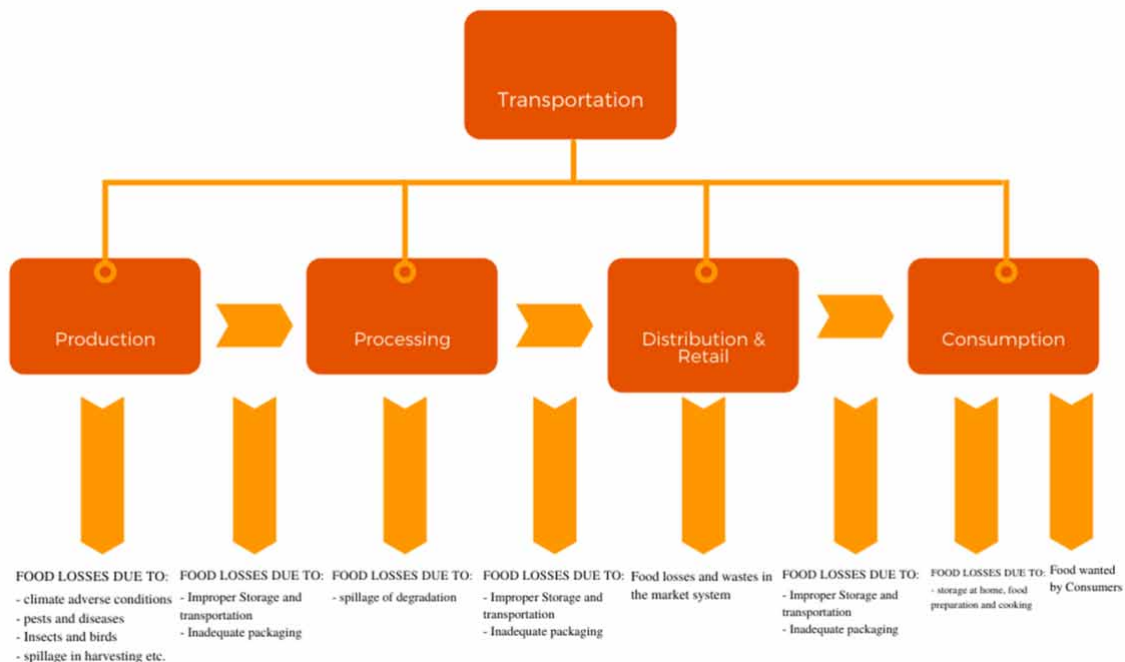 Transportation
Production
Processing
Distribution &
Retail
Consumption
FOOD LOSSES DUE TO:
- climate adverse conditions
- pests and diseases
- Insects and birds
- spillage in harvesting etc.
FOOD LOSSES DUE TO:
- Improper Storage and
transportation
- Inadequate packaging
FOOD LOSSES DUE TO:
- spillage of degradation
FOOD LOSSES DUE TO:
- Improper Storage and
transportation
- Inadequate packaging
Food losses and wastes in
the market system
FOOD LOSSES DUE TO:
- Improper Storage and
transportation
- Inadequate packaging
FOOD LOSSES DUE TO:
- storage at home, food
preparation and cooking
Food wanted
by Consumers